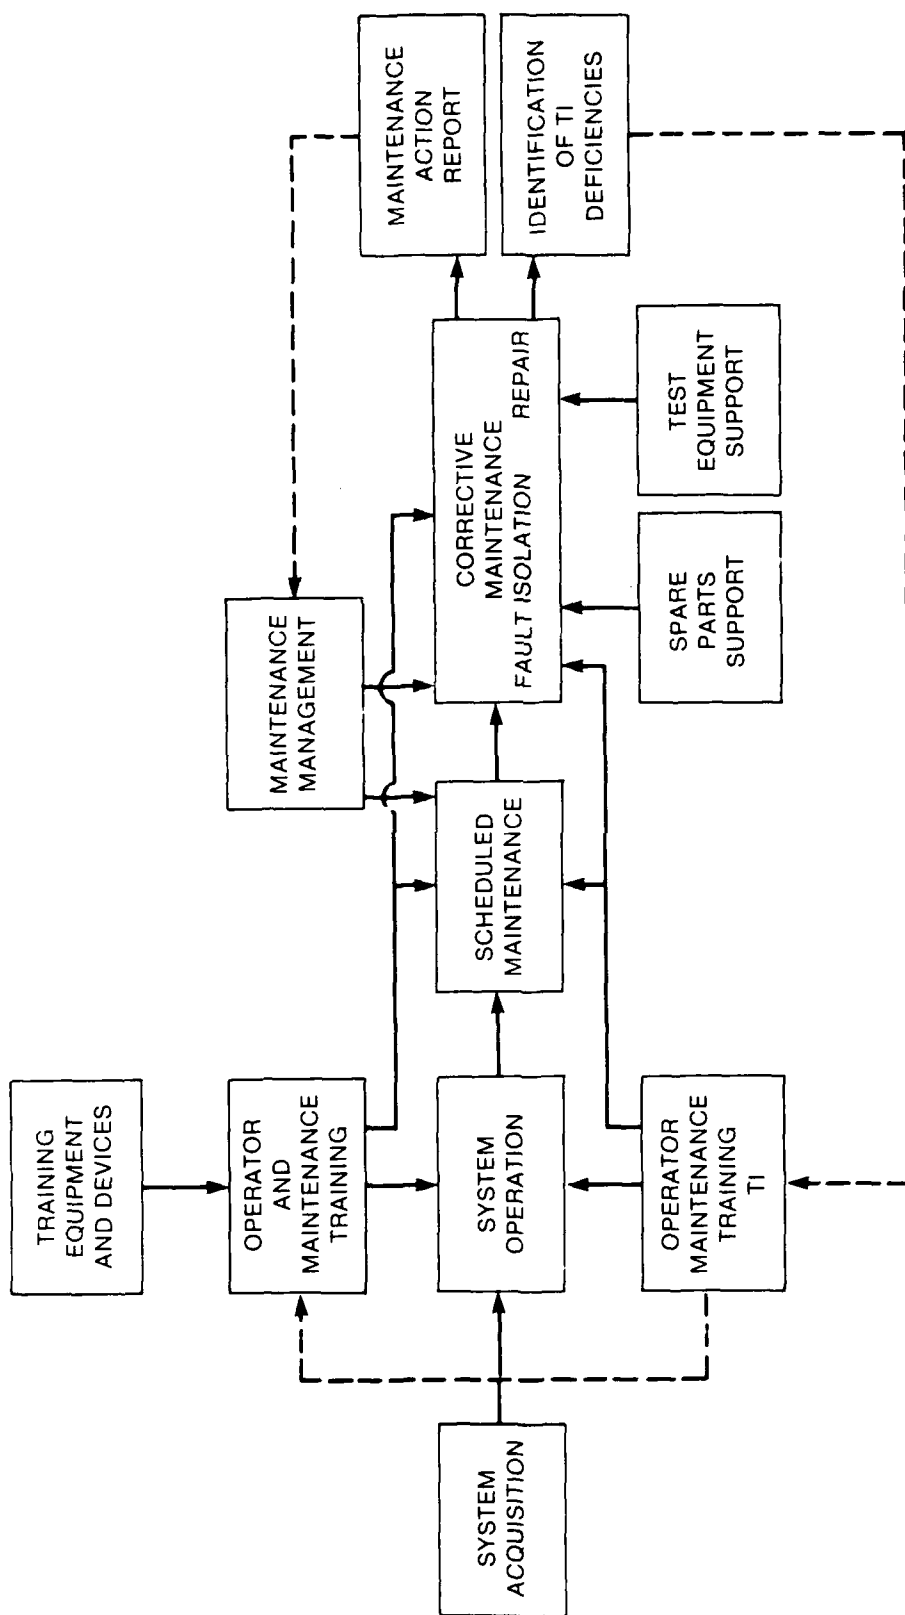 TRAINING
EQUIPMENT
AND DEVICES
OPERATOR
AND
MAINTENANCE
TRAINING
SYSTEM
ACQUISITION
SYSTEM
OPERATION
OPERATOR
MAINTENANCE
TRAINING
TI
MAINTENANCE
MANAGEMENT
SCHEDULED
MAINTENANCE
CORRECTIVE
MAINTENANCE
FAULT ISOLATION REPAIR
SPARE
PARTS
SUPPORT
TEST
EQUIPMENT
SUPPORT
MAINTENANCE
ACTION
REPORT
IDENTIFICATION
OF TI
DEFICIENCIES